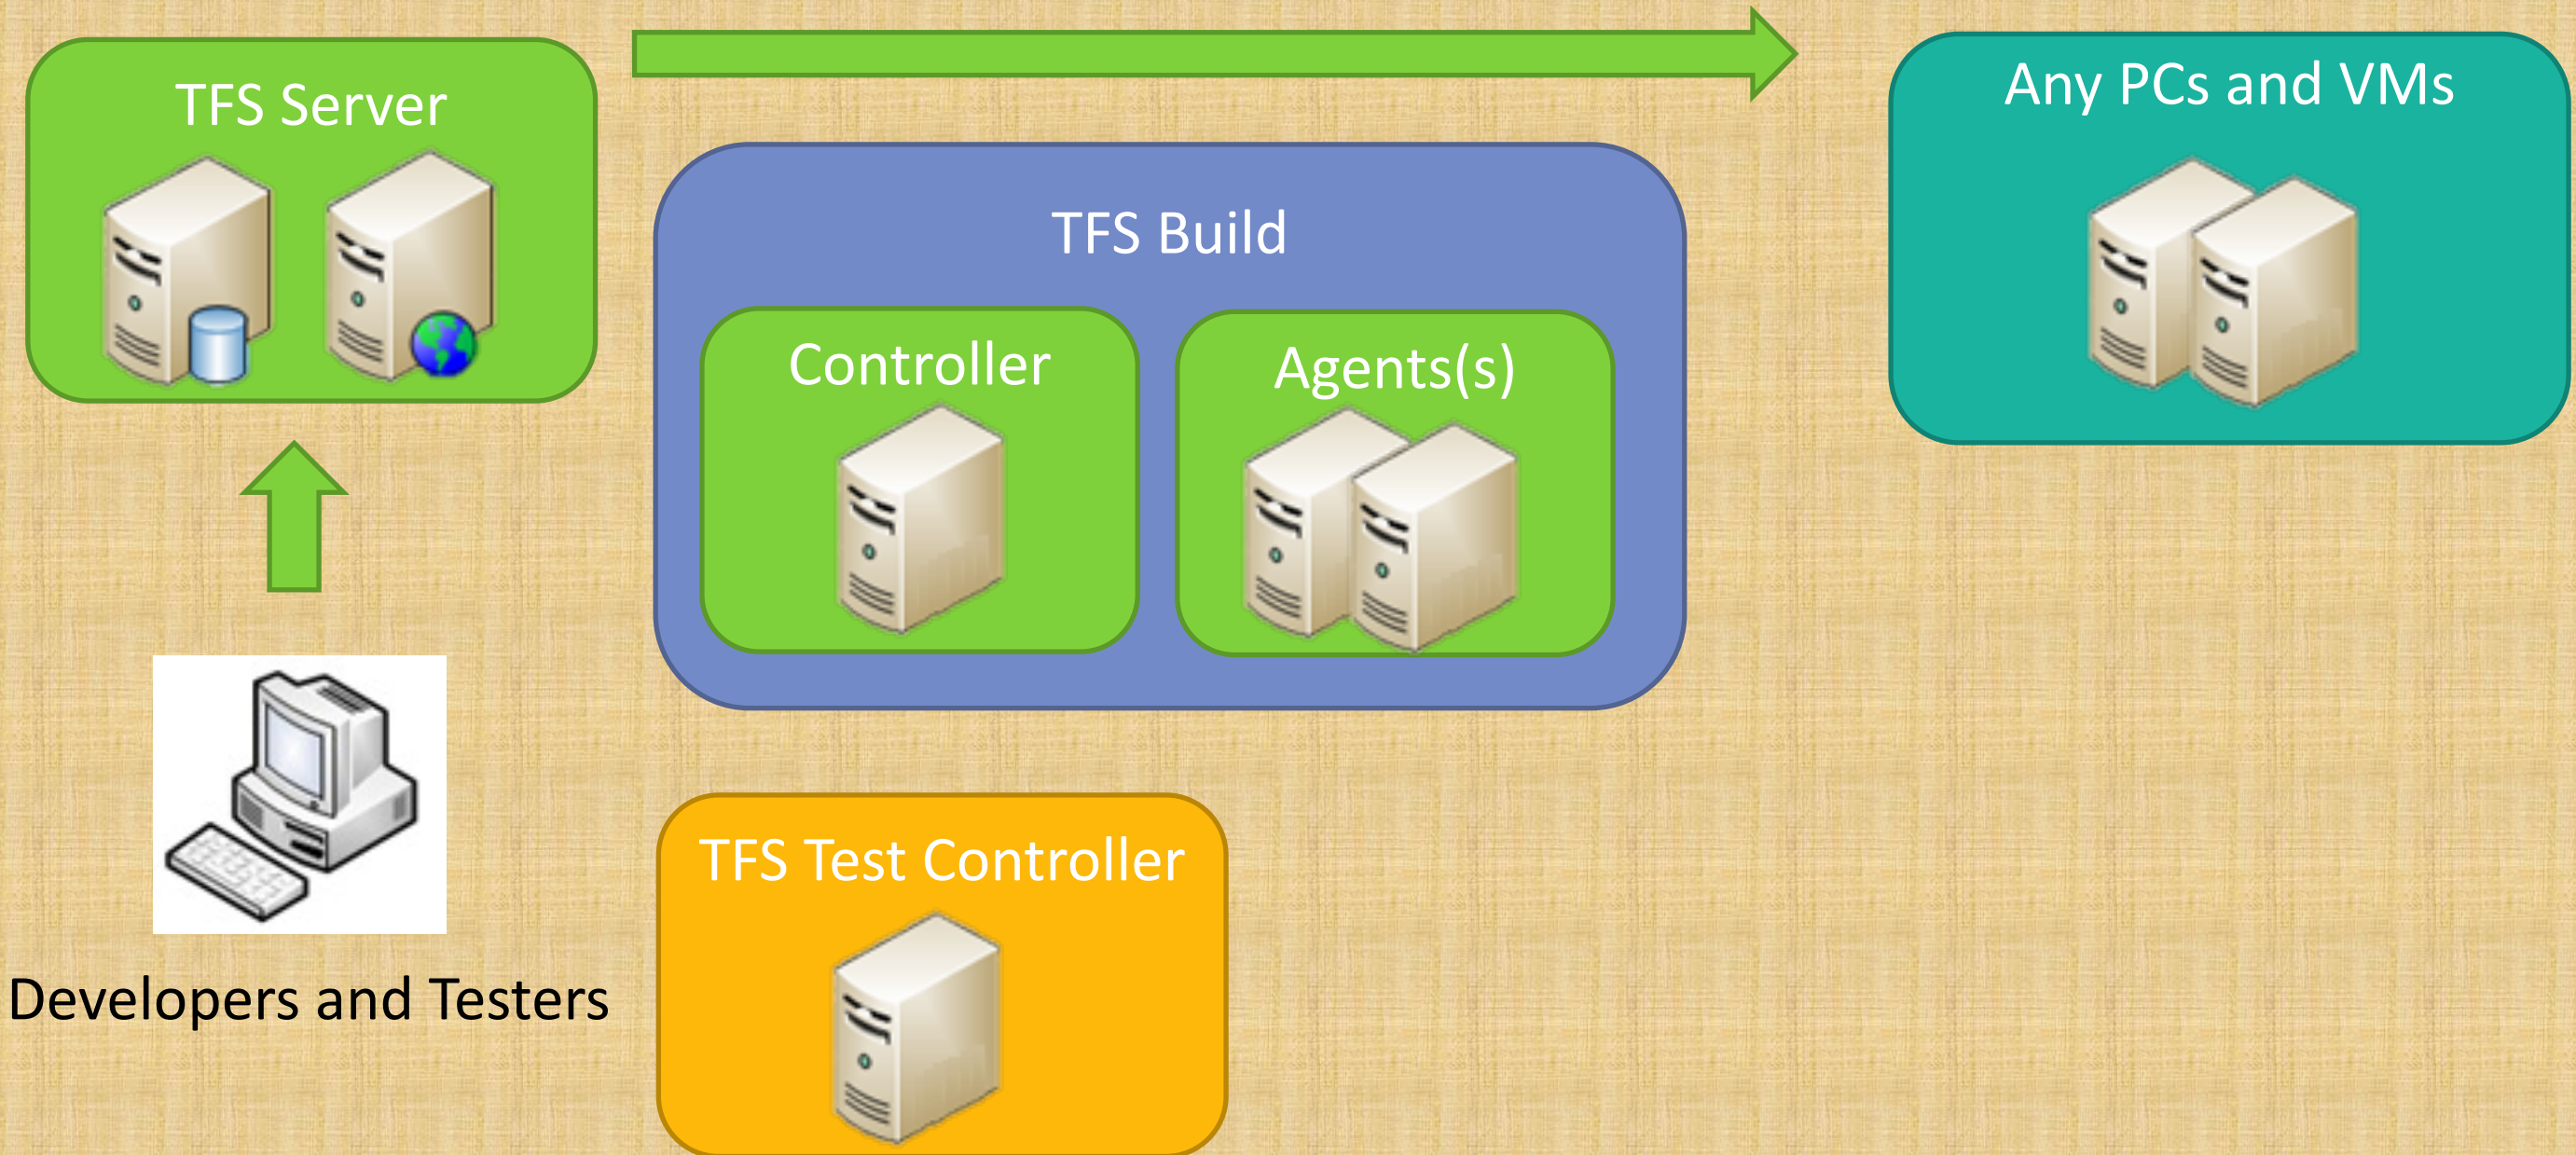 TFS Server
Any PCs and VMs
TFS Build
Controller
Agents(s)
TFS Test Controller
Developers and Testers